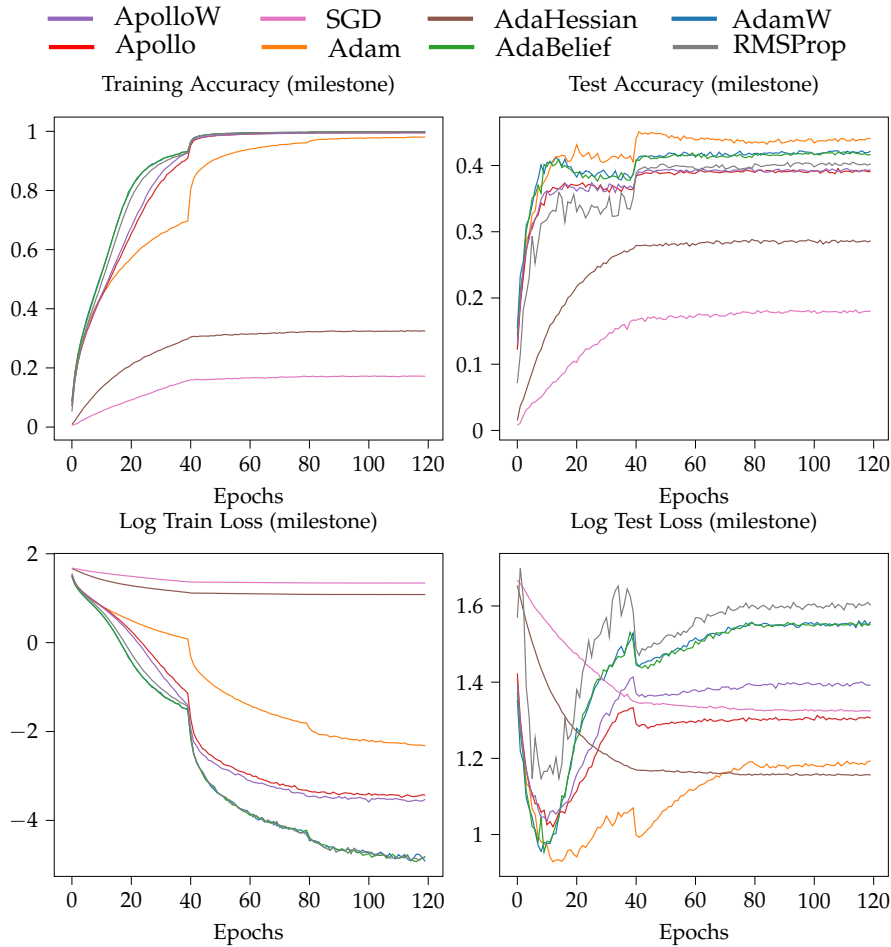 ApolloW SGD AdaHessian AdamW
Apollo Adam AdaBelief RMSProp
Training Accuracy (milestone) Test Accuracy (milestone)
1
0.8 0.4
0.6 0.3
0.4 0.2
0.2 0.1
0 0
0 20 40 60 80 100 120 0 20 40 60 80 100 120
Epochs Epochs
Log Train Loss (milestone) Log Test Loss (milestone)
2
1.6
0
1.4
−2
1.2
−4 1
0 20 40 60 80 100 120 0 20 40 60 80 100 120
Epochs Epochs